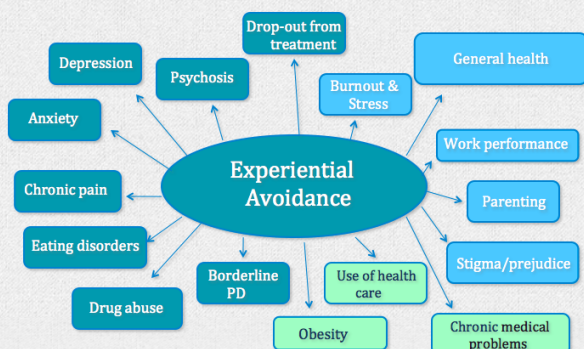 Drop-out from
treatment
General health
Depression
Psychosis
Burnout &
Stress
Anxiety
Work performance
Experiential
Avoidance
Chronic pain
Parenting
Eating disorders
Stigma/prejudice
Borderline
PD
Use of health
care
Drug abuse
Obesity
Chronic medical
problems